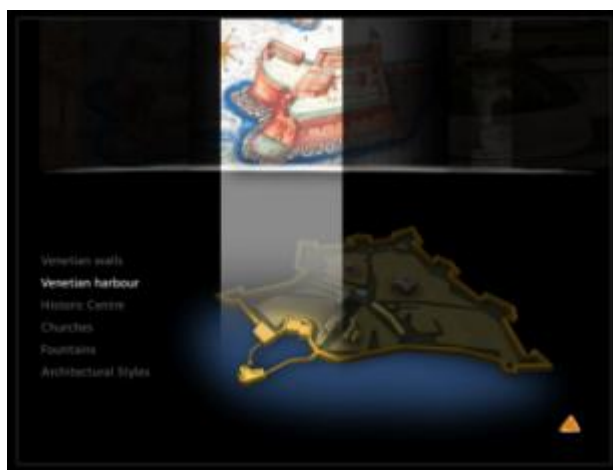 Venetian walls
Venetian harbour
Historic Centre
Churches
Fountains
Architectural Styles